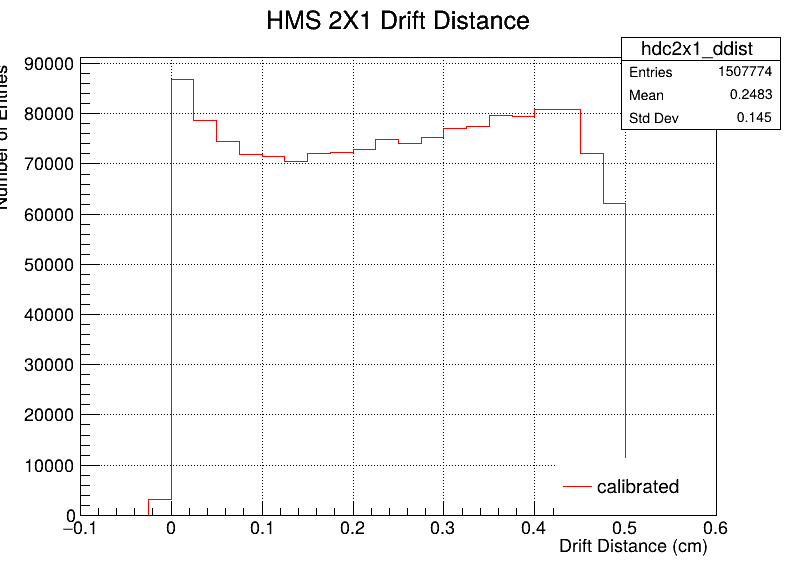 HMS 2X1 Drift Distance
hdc2x1_ddist
Entries 1507774
Mean 0.2483
Std Dev 0.145
Number of Entries
90000
80000
70000
60000
50000
40000
30000
20000
10000
0
−0.1 0 0.1 0.2 0.3 0.4 0.5 0.6
calibrated
Drift Distance (cm)